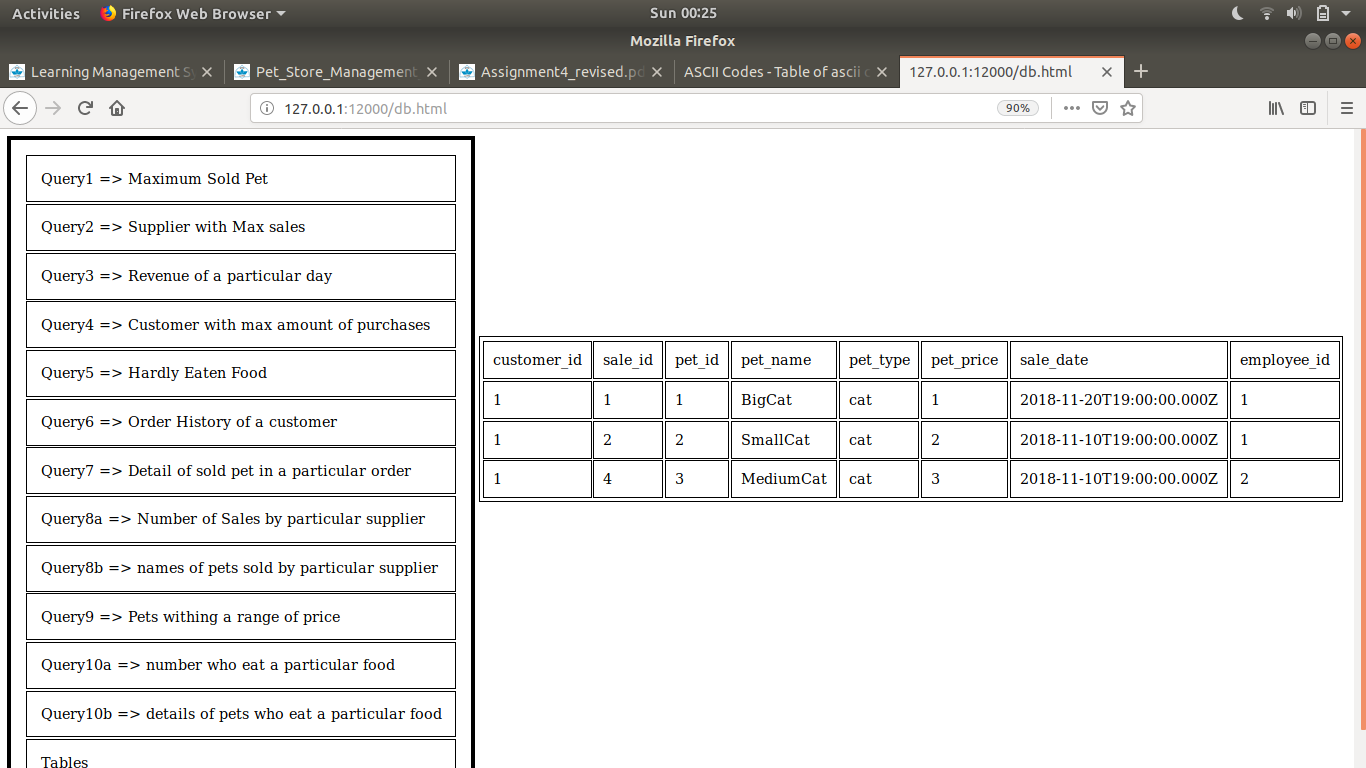 Activities Firefox Web Browser Sun 00:25
Mozilla Firefox
Learning Management Sy Pet_Store_Management Assignment4_revised.pd ASCII Codes - Table of ascii c 127.0.0.1:12000/db.html
127.0.0.1:12000/db.html 90%
Query1 => Maximum Sold Pet
Query2 => Supplier with Max sales
Query3 => Revenue of a particular day
Query4 => Customer with max amount of purchases
Query5 => Hardly Eaten Food
Query6 => Order History of a customer
Query7 => Detail of sold pet in a particular order
Query8a => Number of Sales by particular supplier
Query8b => names of pets sold by particular supplier
Query9 => Pets withing a range of price
Query10a => number who eat a particular food
Query10b => details of pets who eat a particular food
Tables
customer_id sale_id pet_id pet_name pet_type pet_price sale_date employee_id
1 1 1 BigCat cat 1 2018-11-20T19:00:00.000Z 1
1 2 2 SmallCat cat 2 2018-11-10T19:00:00.000Z 1
1 4 3 MediumCat cat 3 2018-11-10T19:00:00.000Z 2